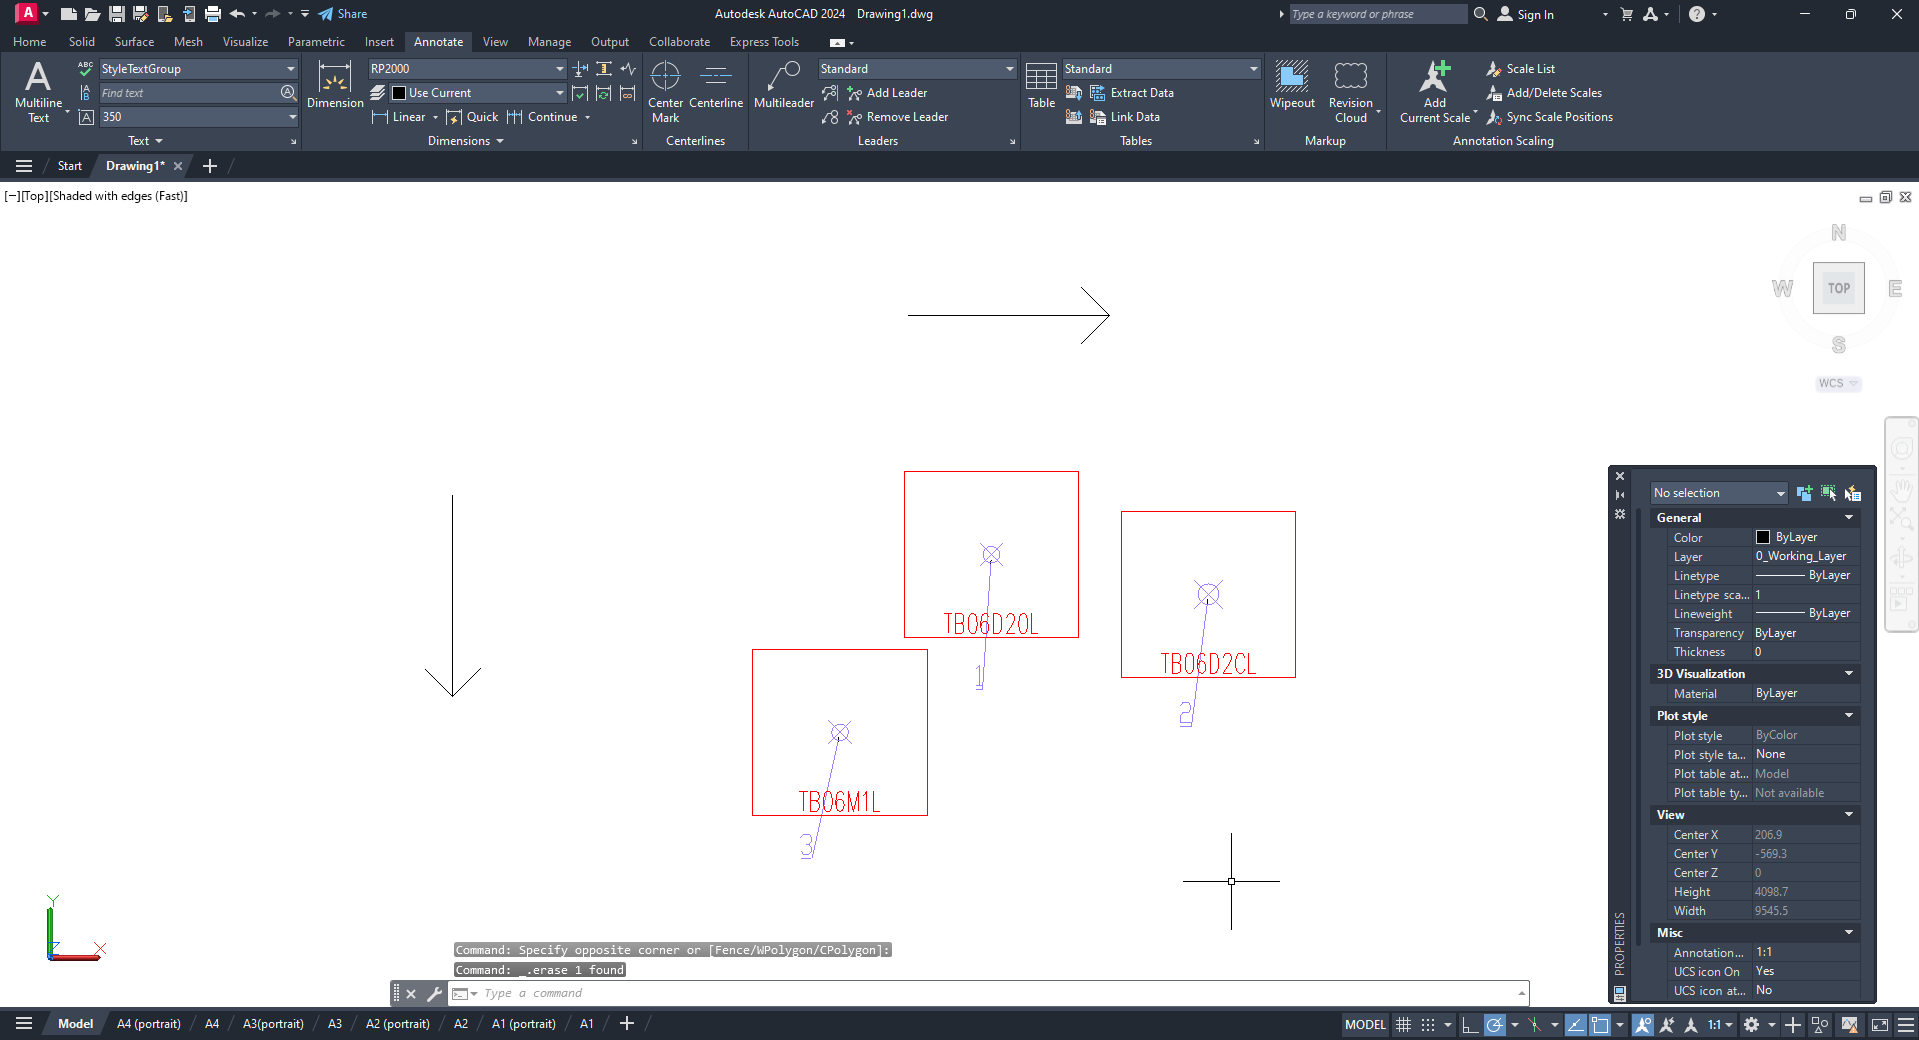 A Share Autodesk AutoCAD 2024 Drawing1.dwg Type a keyword or phrase Sign In
Home Solid Surface Mesh Visualize Parametric Insert Annotate View Manage Output Collaborate Express Tools
Multiline Text
ABC StyleTextGroup
Find text
350
Text
Dimension
RP2000
Use Current
Linear Quick Continue
Dimensions
Center Mark
Centerline
Centerlines
Multileader
Standard
Add Leader
Remove Leader
Leaders
Table
Standard
Extract Data
Link Data
Tables
Wipeout
Revision Cloud
Markup
Add Current Scale
Scale List
Add/Delete Scales
Sync Scale Positions
Annotation Scaling
Start Drawing1*
[−][Top][Shaded with edges (Fast)]
N
W TOP E
S
WCS
TB06D20L
1
TB06D2CL
2
TB06M1L
3
Y
X
No selection
General
Color ByLayer
Layer 0_Working_Layer
Linetype ByLayer
Linetype sca... 1
Lineweight ByLayer
Transparency ByLayer
Thickness 0
3D Visualization
Material ByLayer
Plot style
Plot style ByColor
Plot style ta... None
Plot table at... Model
Plot table ty... Not available
View
Center X 206.9
Center Y -569.3
Center Z 0
Height 4098.7
Width 9545.5
Misc
Annotation... 1:1
UCS icon On Yes
UCS icon at... No
PROPERTIES
Command: Specify opposite corner or [Fence/WPolygon/CPolygon]:
Command: _.erase 1 found
Type a command
Model A4 (portrait) A4 A3(portrait) A3 A2 (portrait) A2 A1 (portrait) A1
MODEL 1:1